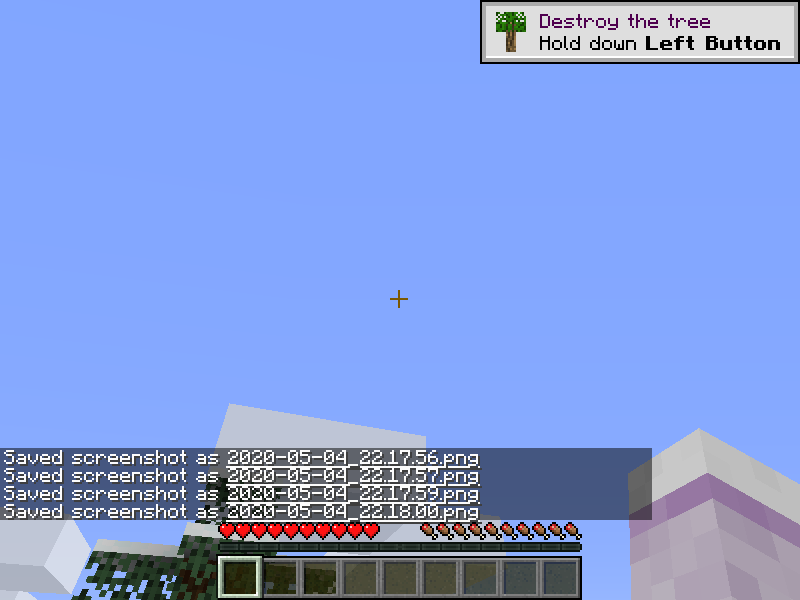 Destroy the tree
Hold down Left Button
Saved screenshot as 2020-05-04_22.17.56.png
Saved screenshot as 2020-05-04_22.17.57.png
Saved screenshot as 2020-05-04_22.17.59.png
Saved screenshot as 2020-05-04_22.18.00.png